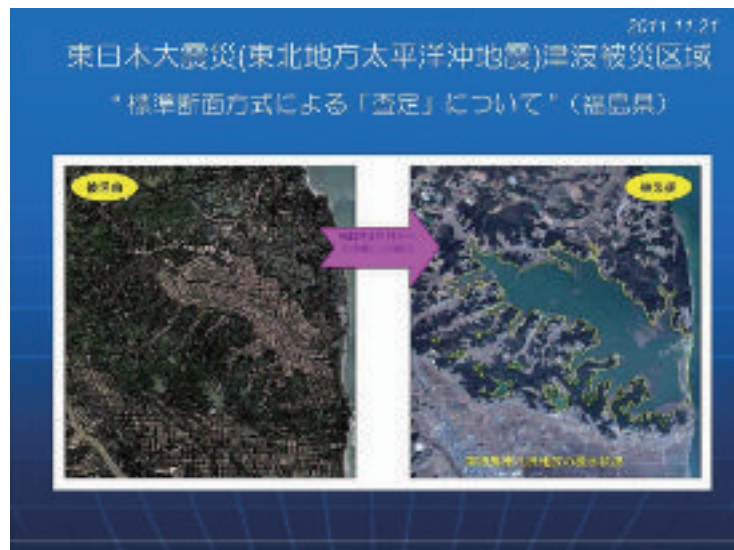 2011.11.21
東日本大震災(東北地方太平洋沖地震)津波被災区域
"標準断面方式による「査定」について"(福島県)
被災前
被災後